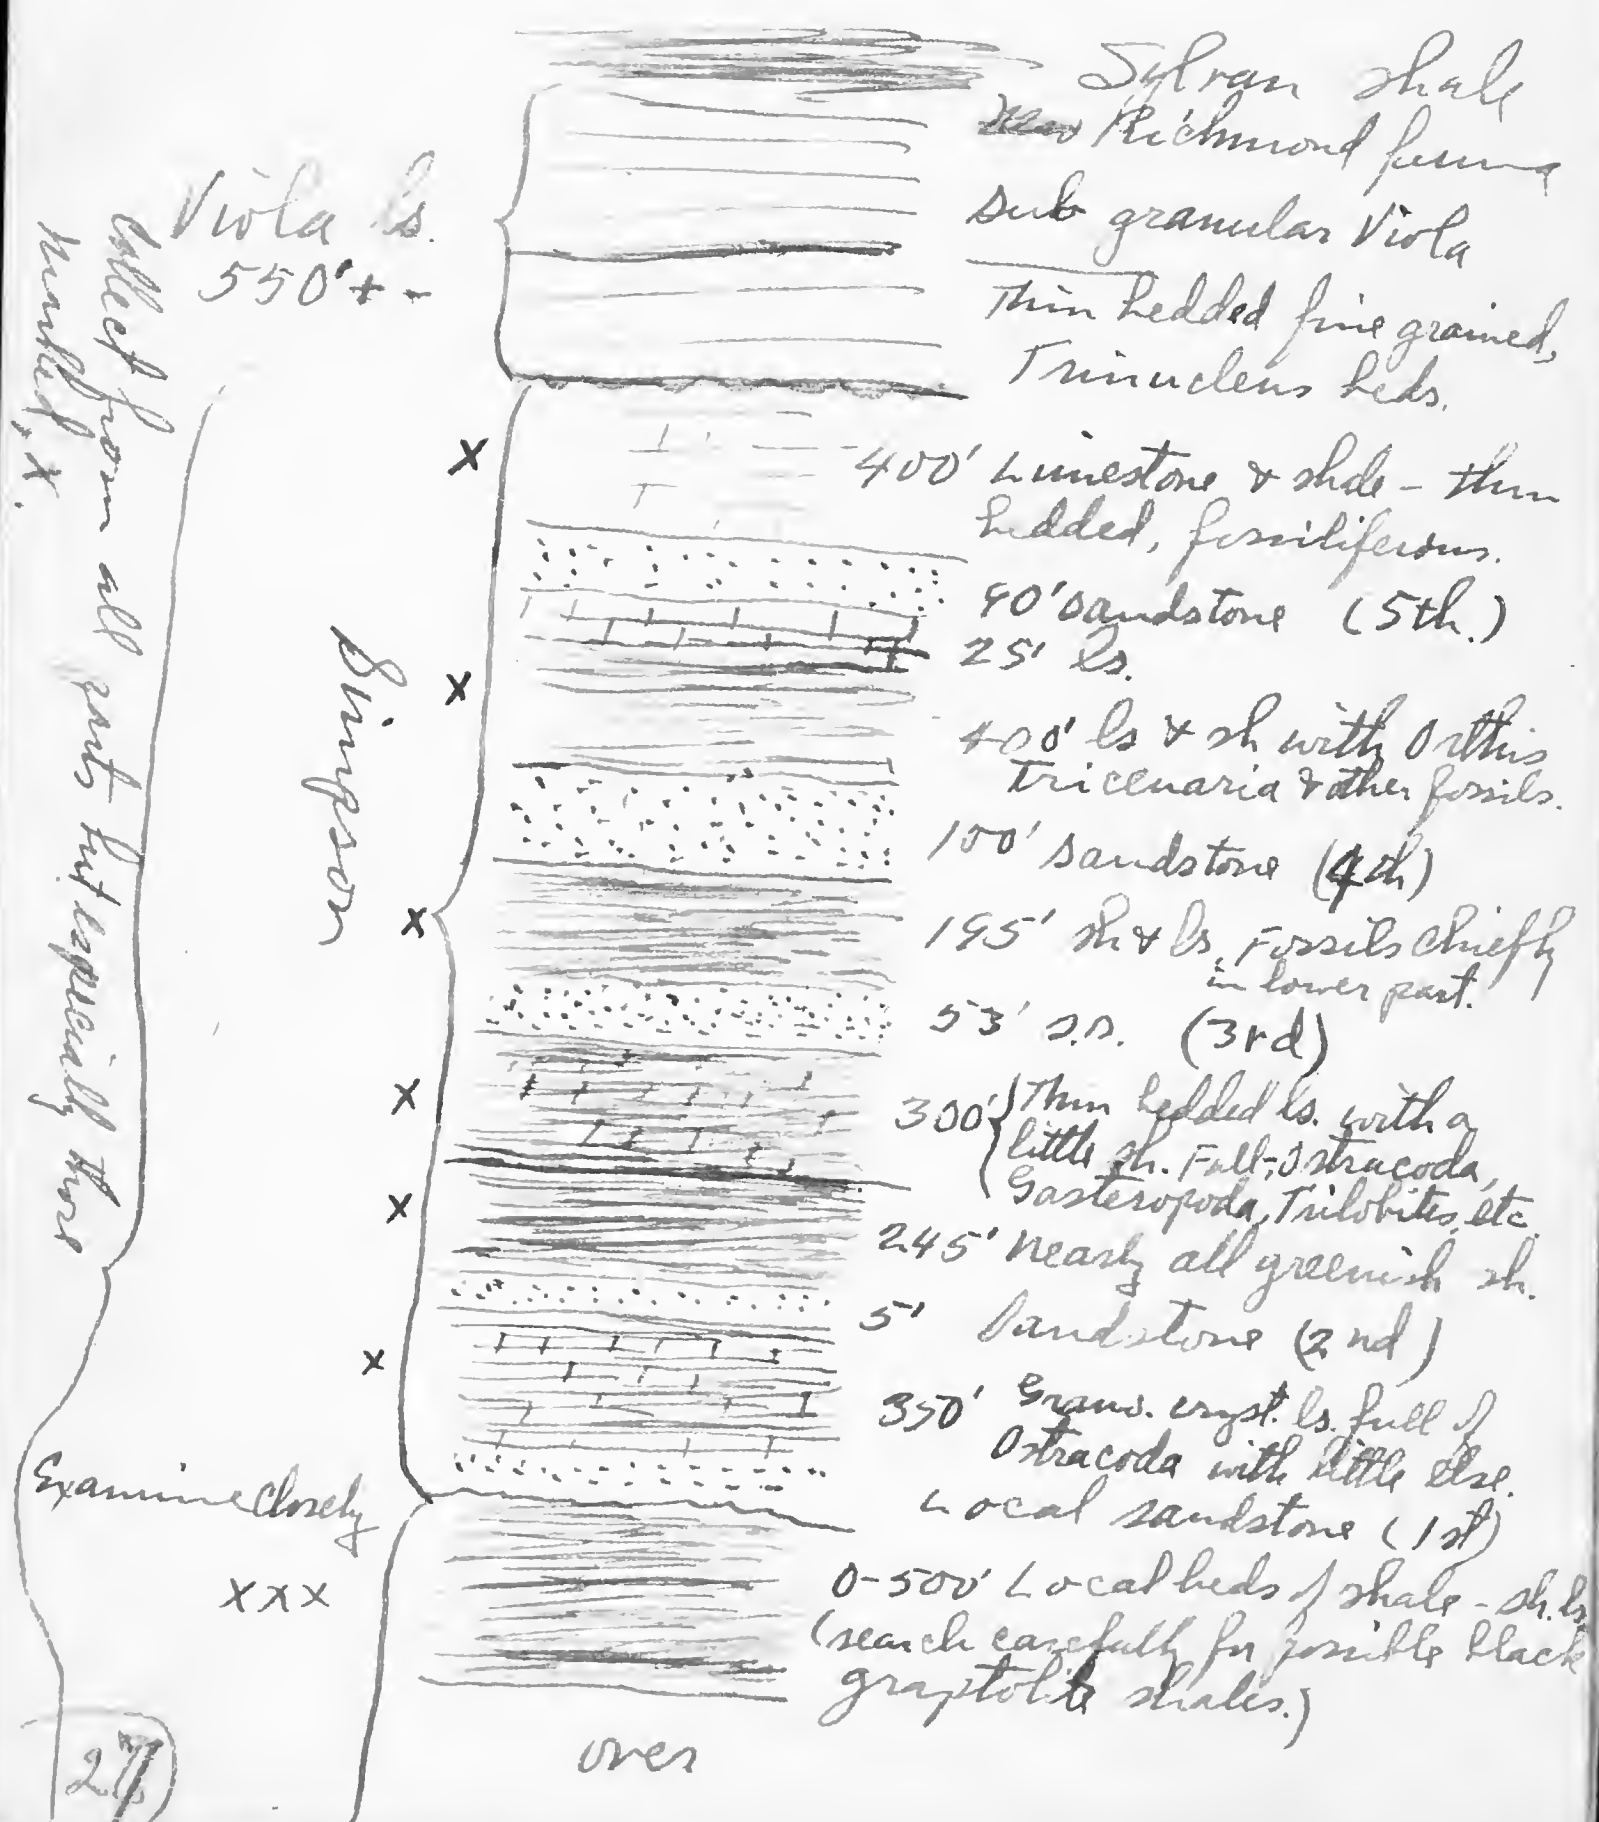 Sylvan shale
Richmond fauna
Sub granular Viola
Viola ls.
550'+-
Thin bedded fine grained,
Trinucleus beds.
Collect from all parts but especially those
marked, X.
X
400' Limestone & shale - thin
bedded, fossiliferous.
90' Sandstone (5th.)
25' ls.
Simpson
X
400' ls & sh with Orthis
Tricenaria & other fossils.
100' sandstone (4th)
X
195' sh & ls. Fossils chiefly
in lower part.
53' s.s. (3rd)
X
300' Thin bedded ls. with a
little sh. Full, Ostracoda,
Gasteropoda, Trilobites, etc.
X
245' nearly all greenish sh.
5' Sandstone (2nd)
X
350' Granu. cryst. ls. full of
Ostracoda with little else.
Local sandstone (1st)
Examine closely
XXX
0-500' Local beds of shale - sh. ls.
(search carefully for possible black
graptolite shales.)
over